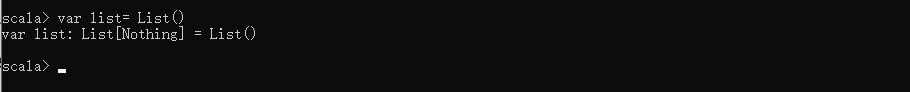 scala> var list= List()
var list: List[Nothing] = List()
scala>